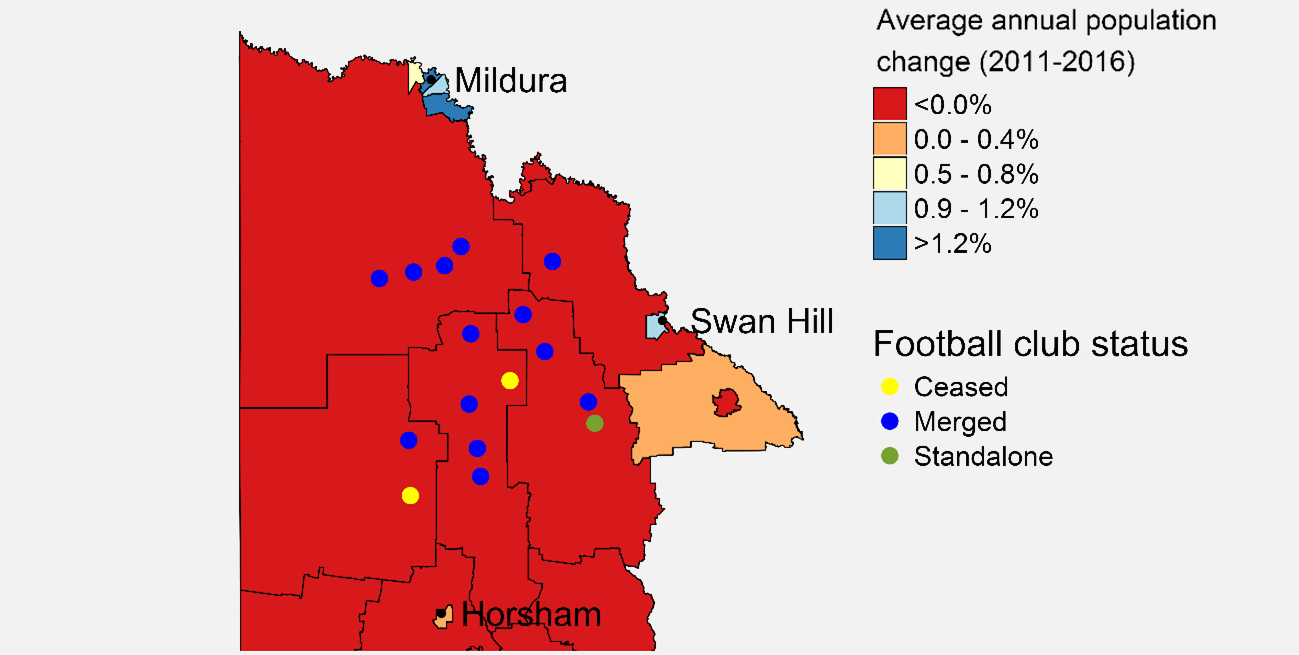 Average annual population
change (2011-2016)
<0.0%
0.0 - 0.4%
0.5 - 0.8%
0.9 - 1.2%
>1.2%
Mildura
Swan Hill
Horsham
Football club status
Ceased
Merged
Standalone